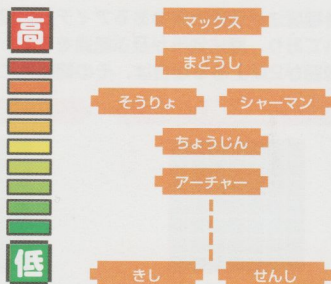 高
マックス
まどうし
そうりょ シャーマン
ちょうじん
アーチャー
低
きし せんし